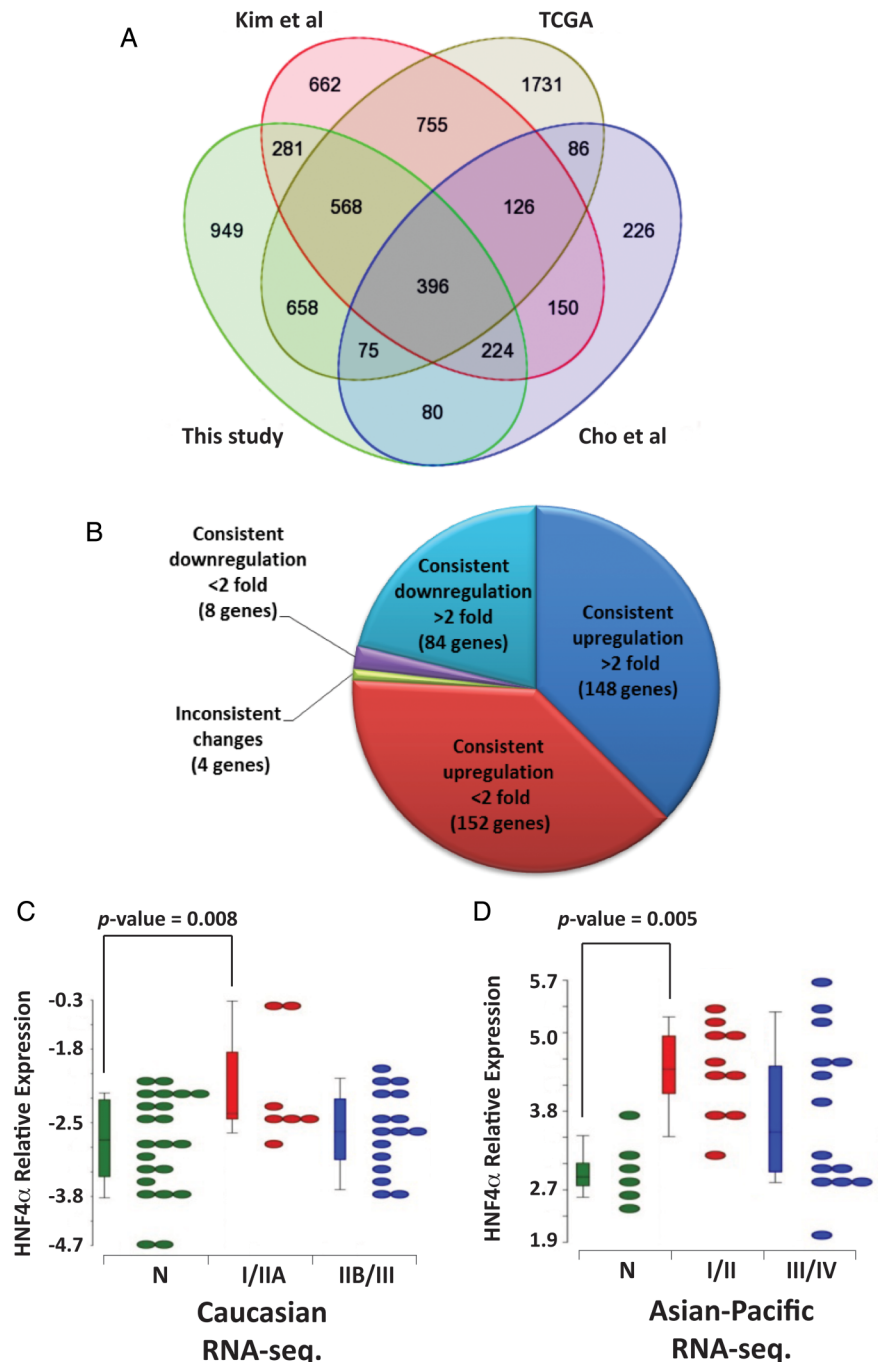 A
Kim et al
TCGA
662
1731
755
281
86
568
126
949
226
396
658
150
75
224
80
This study
Cho et al
B
Consistent
downregulation
<2 fold
(8 genes)
Consistent
downregulation
>2 fold
(84 genes)
Consistent
upregulation
>2 fold
(148 genes)
Inconsistent
changes
(4 genes)
Consistent
upregulation
<2 fold
(152 genes)
C
p-value = 0.008
HNF4α Relative Expression
-0.3
-1.8
-2.5
-3.8
-4.7
N
I/IIA
IIB/III
Caucasian
RNA-seq.
D
p-value = 0.005
HNF4α Relative Expression
5.7
5.0
3.8
2.7
1.9
N
I/II
III/IV
Asian-Pacific
RNA-seq.